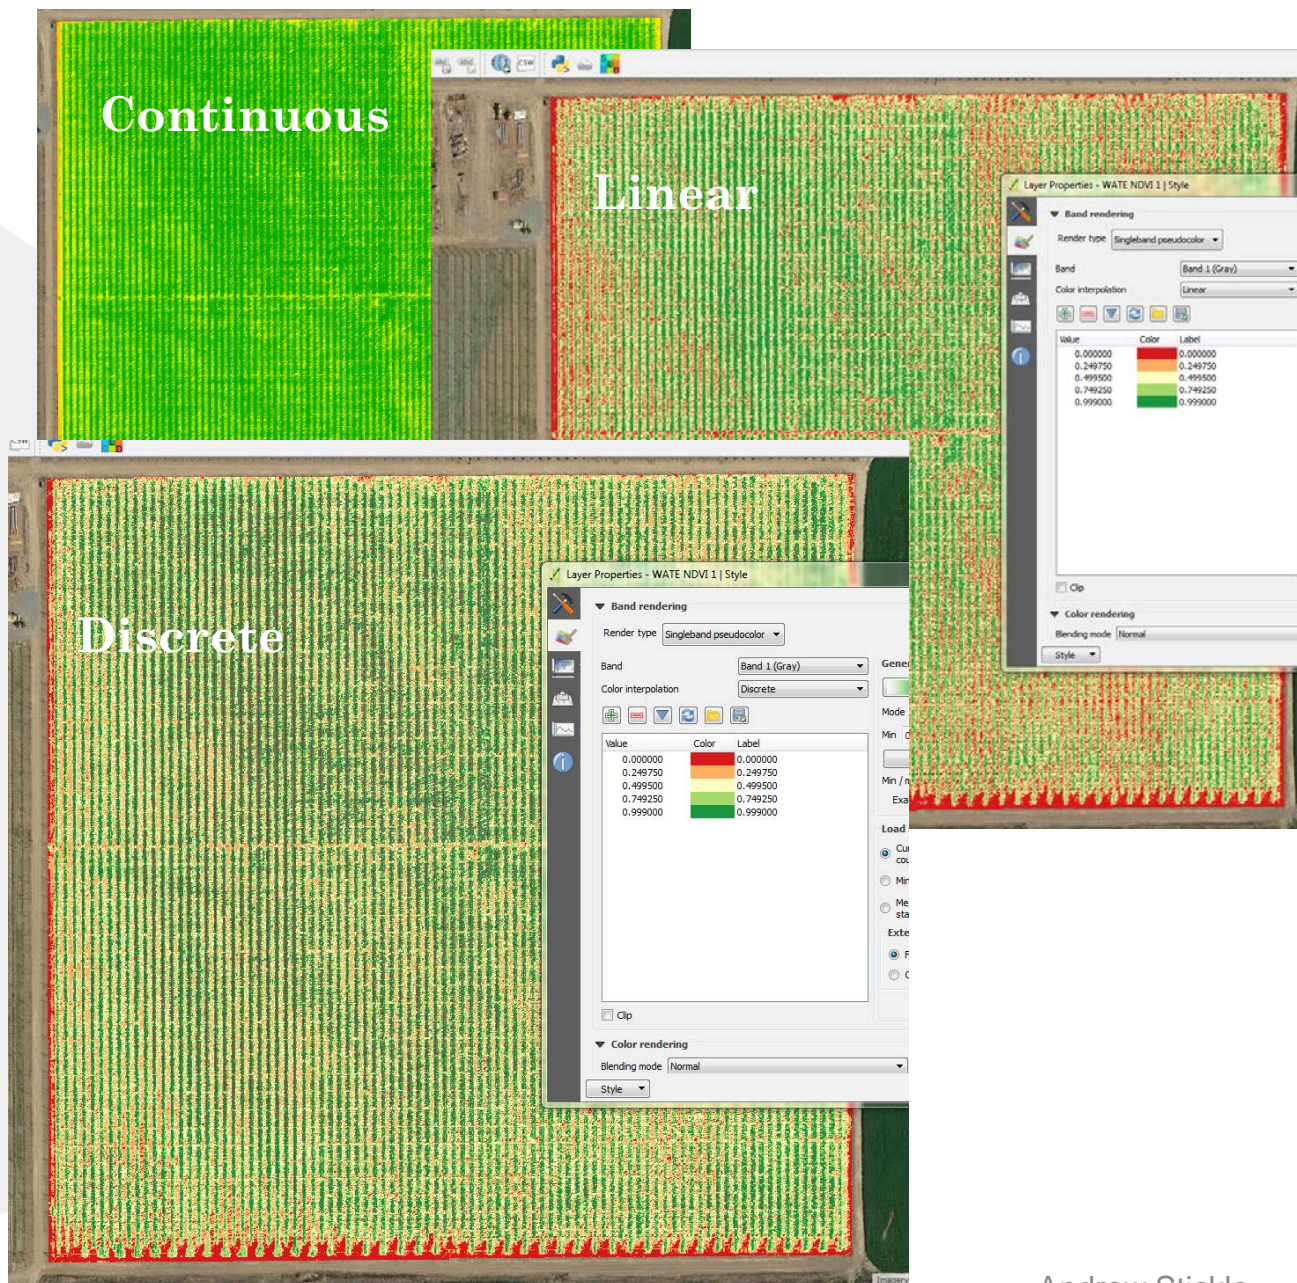 Continuous
CSW
Linear
Layer Properties - WATE NDVI 1 | Style
Band rendering
Render type Singleband pseudocolor
Band Band 1 (Gray)
Color interpolation Linear
Value Color Label
0.000000 0.000000
0.249750 0.249750
0.499500 0.499500
0.749250 0.749250
0.999000 0.999000
Clip
Color rendering
Blending mode Normal
Style
Discrete
Layer Properties - WATE NDVI 1 | Style
Band rendering
Render type Singleband pseudocolor
Band Band 1 (Gray)
Color interpolation Discrete
Value Color Label
0.000000 0.000000
0.249750 0.249750
0.499500 0.499500
0.749250 0.749250
0.999000 0.999000
Clip
Color rendering
Blending mode Normal
Style
Mode
Min
Load